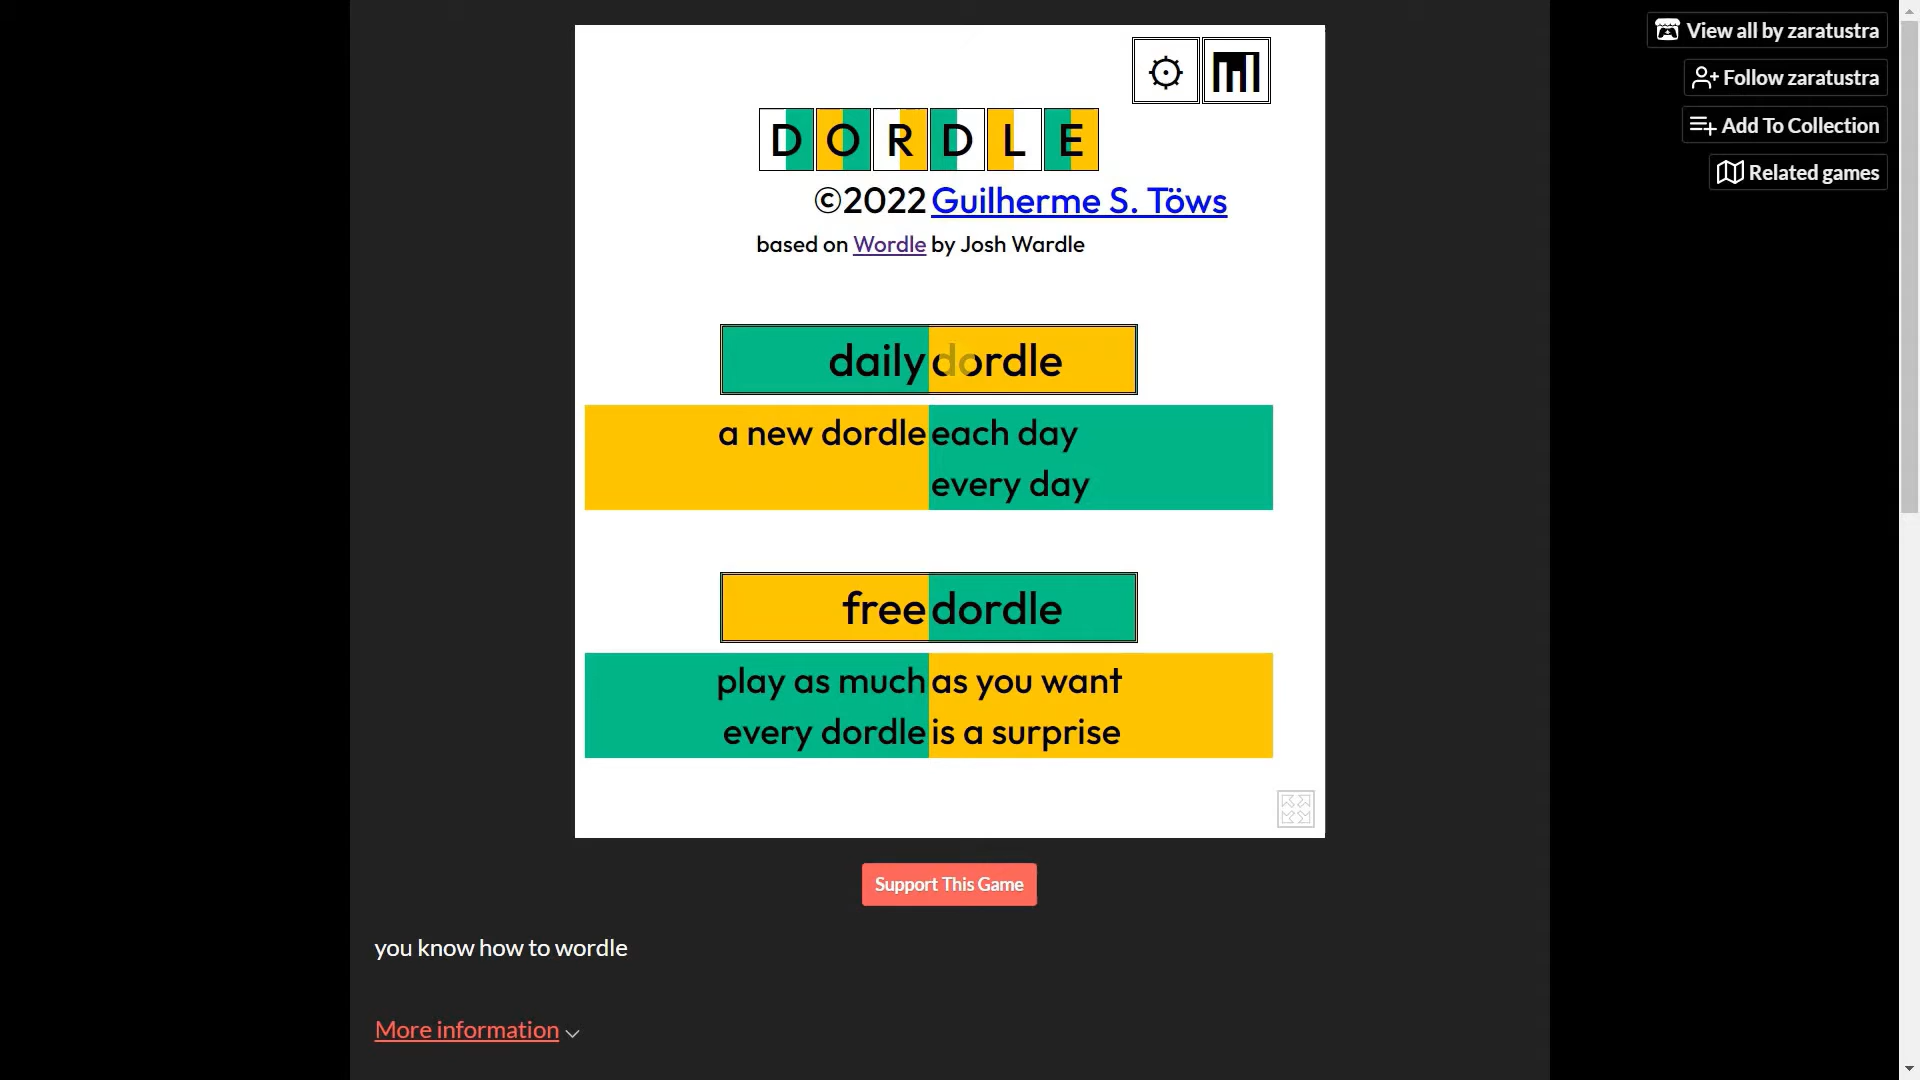 View all by zaratustra
Follow zaratustra
Add To Collection
Related games
DORDLE
©2022 Guilherme S. Töws
based on Wordle by Josh Wardle
daily dordle
a new dordle each day
every day
free dordle
play as much as you want
every dordle is a surprise
Support This Game
you know how to wordle
More information